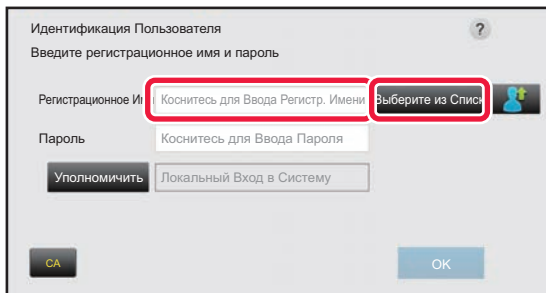 Идентификация Пользователя
?
Введите регистрационное имя и пароль
Регистрационное Им Коснитесь для Ввода Регистр. Имени Выберите из Списк
Пароль Коснитесь для Ввода Пароля
Уполномичить Локальный Вход в Систему
CA OK